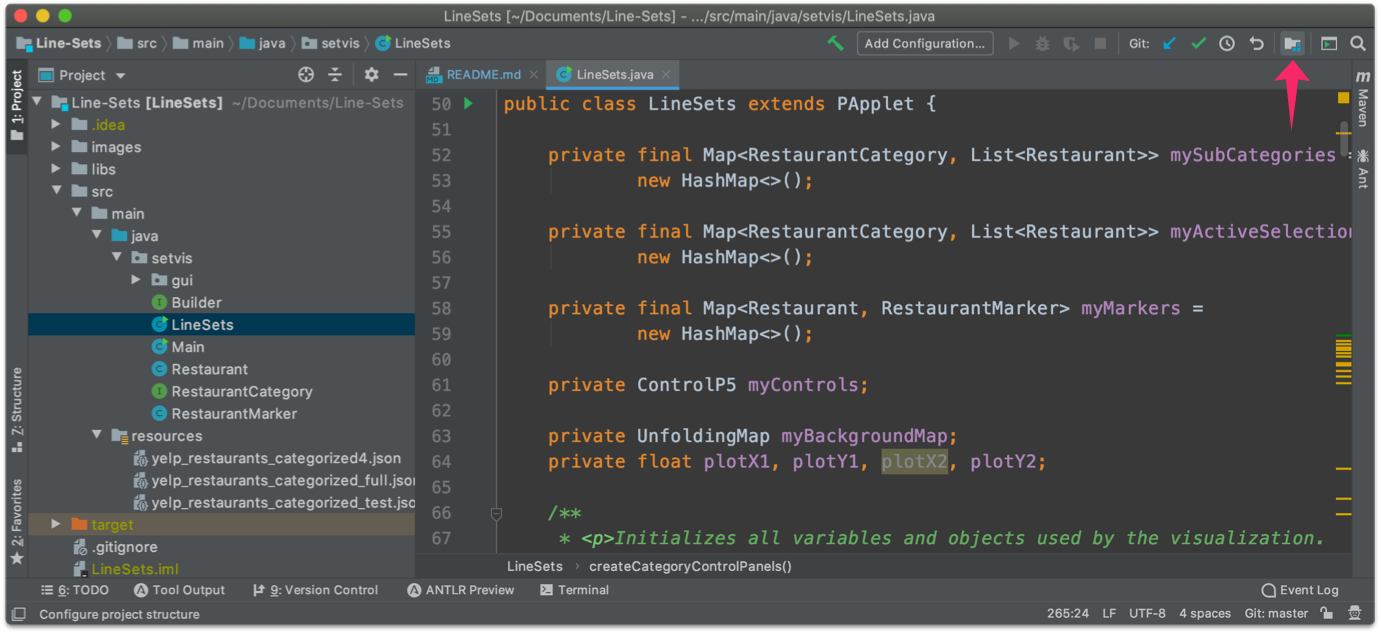 LineSets [~/Documents/Line-Sets] - .../src/main/java/setvis/LineSets.java
Line-Sets src main java setvis LineSets Add Configuration... Git:
1: Project
Project
README.md LineSets.java
Line-Sets [LineSets] ~/Documents/Line-Sets
.idea
images
libs
src
main
java
setvis
gui
Builder
LineSets
Main
Restaurant
RestaurantCategory
RestaurantMarker
resources
yelp_restaurants_categorized4.json
yelp_restaurants_categorized_full.json
yelp_restaurants_categorized_test.jso
target
.gitignore
LineSets.iml
Z: Structure
2: Favorites
50 public class LineSets extends PApplet {
51
52 private final Map<RestaurantCategory, List<Restaurant>> mySubCategories =
53 new HashMap<>();
54
55 private final Map<RestaurantCategory, List<Restaurant>> myActiveSelection
56 new HashMap<>();
57
58 private final Map<Restaurant, RestaurantMarker> myMarkers =
59 new HashMap<>();
60
61 private ControlP5 myControls;
62
63 private UnfoldingMap myBackgroundMap;
64 private float plotX1, plotY1, plotX2, plotY2;
65
66 /**
67 * <p>Initializes all variables and objects used by the visualization.
LineSets createCategoryControlPanels()
m Maven
Ant
6: TODO Tool Output 9: Version Control ANTLR Preview Terminal Event Log
Configure project structure 265:24 LF UTF-8 4 spaces Git: master